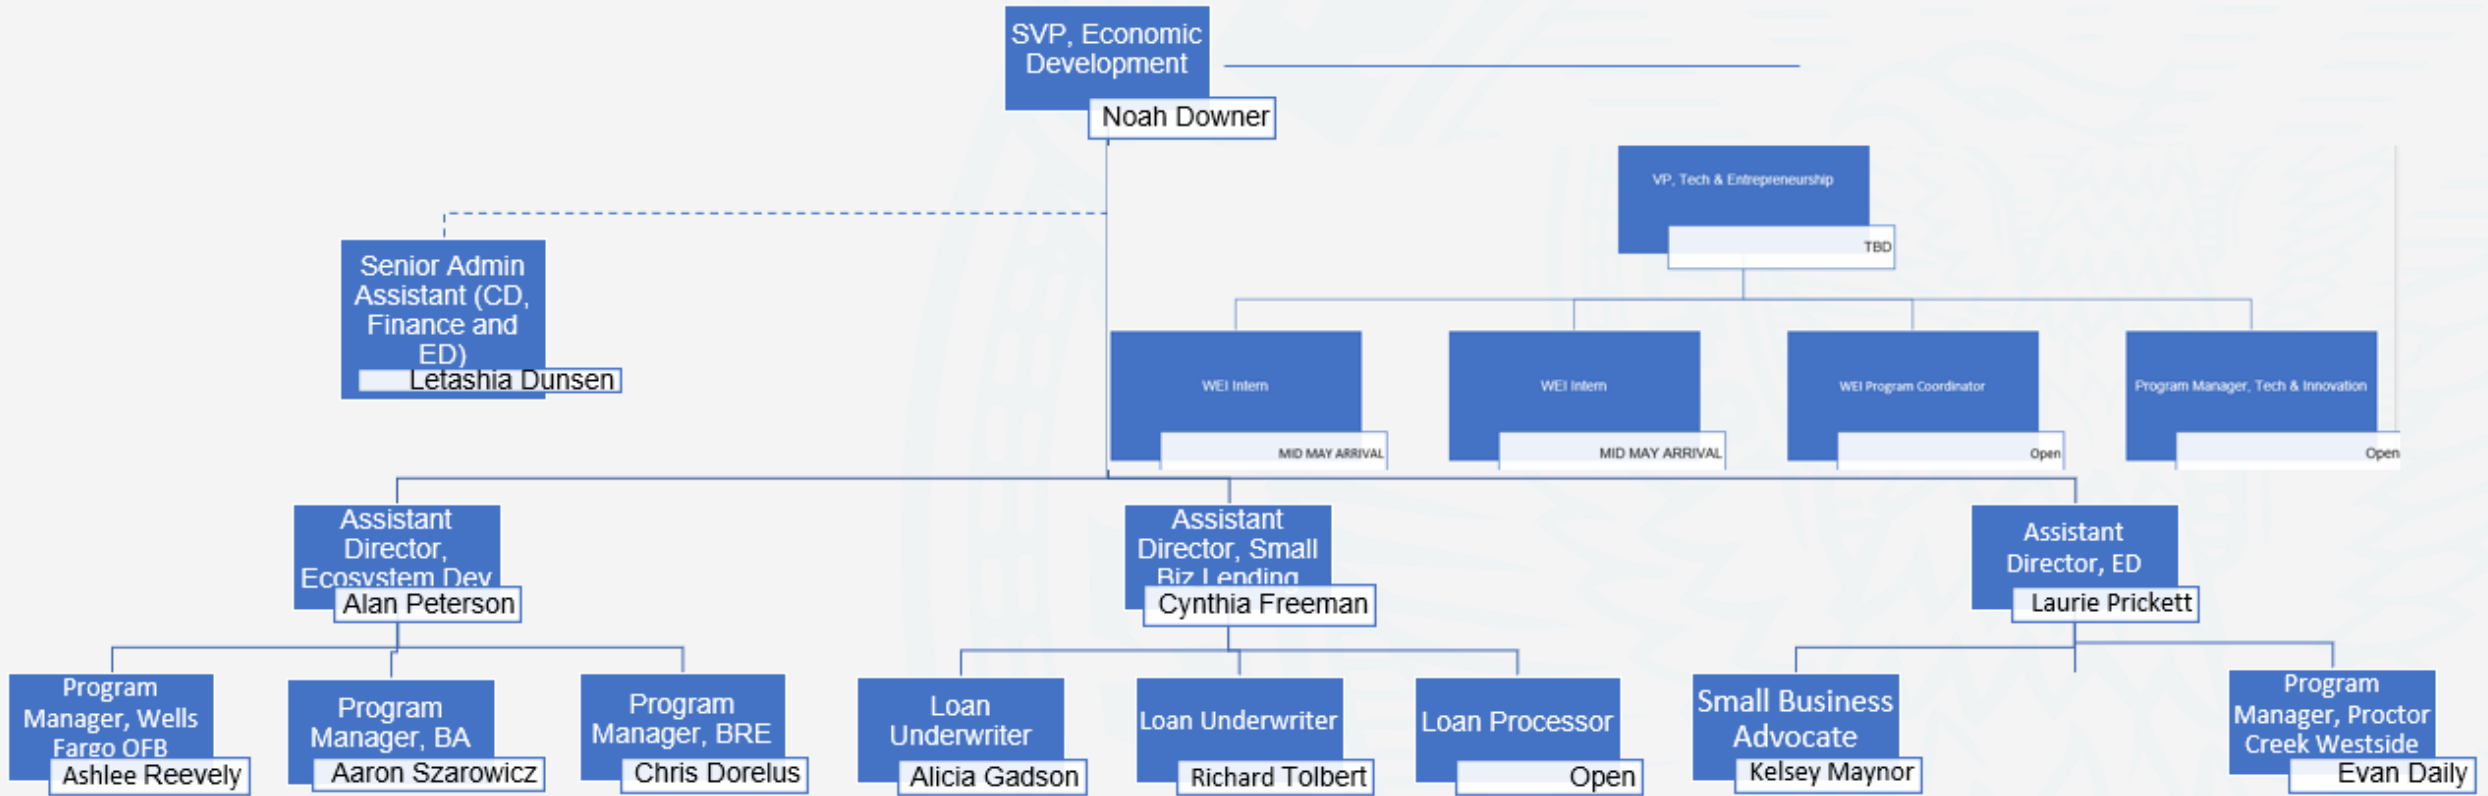 SVP, Economic
Development
Noah Downer
VP, Tech & Entrepreneurship
TBD
Senior Admin
Assistant (CD,
Finance and
ED)
Letashia Dunsen
WEI Intern
MID MAY ARRIVAL
WEI Intern
MID MAY ARRIVAL
WEI Program Coordinator
Open
Program Manager, Tech & Innovation
Open
Assistant
Director,
Ecosystem Dev
Alan Peterson
Assistant
Director, Small
Biz Lending
Cynthia Freeman
Assistant
Director, ED
Laurie Prickett
Program
Manager, Wells
Fargo OFB
Ashlee Reevely
Program
Manager, BA
Aaron Szarowicz
Program
Manager, BRE
Chris Dorelus
Loan
Underwriter
Alicia Gadson
Loan Underwriter
Richard Tolbert
Loan Processor
Open
Small Business
Advocate
Kelsey Maynor
Program
Manager, Proctor
Creek Westside
Evan Daily